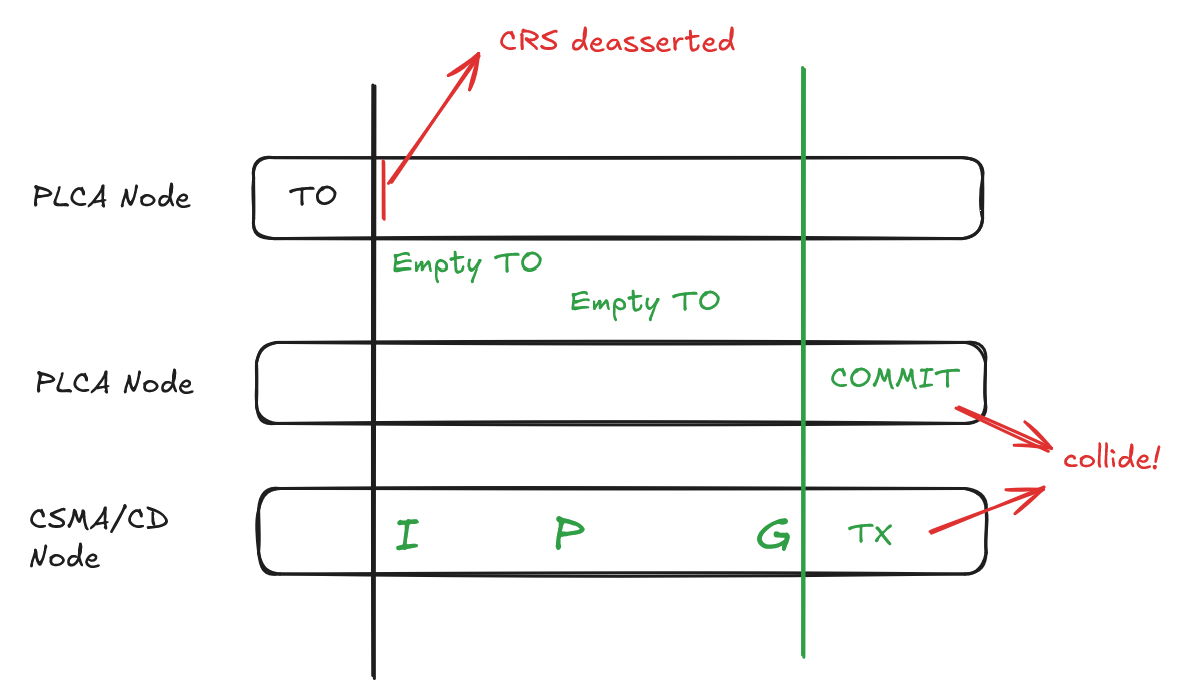 CRS deasserted
PLCA Node
TO
Empty TO
Empty TO
PLCA Node
COMMIT
collide!
CSMA/CD
Node
I P G TX